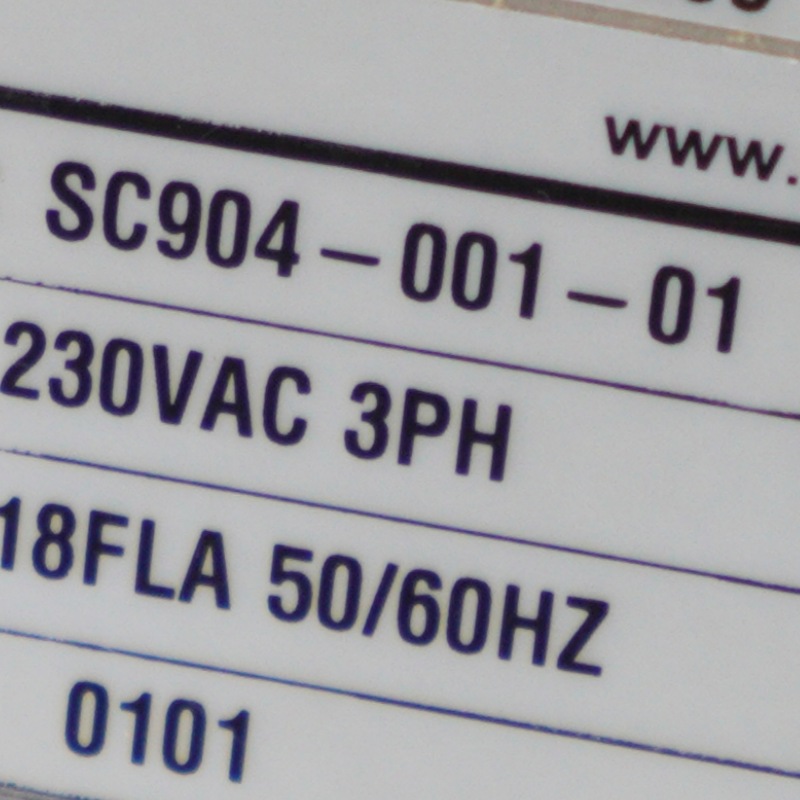 www.
SC904-001-01
230VAC 3PH
18FLA 50/60HZ
0101